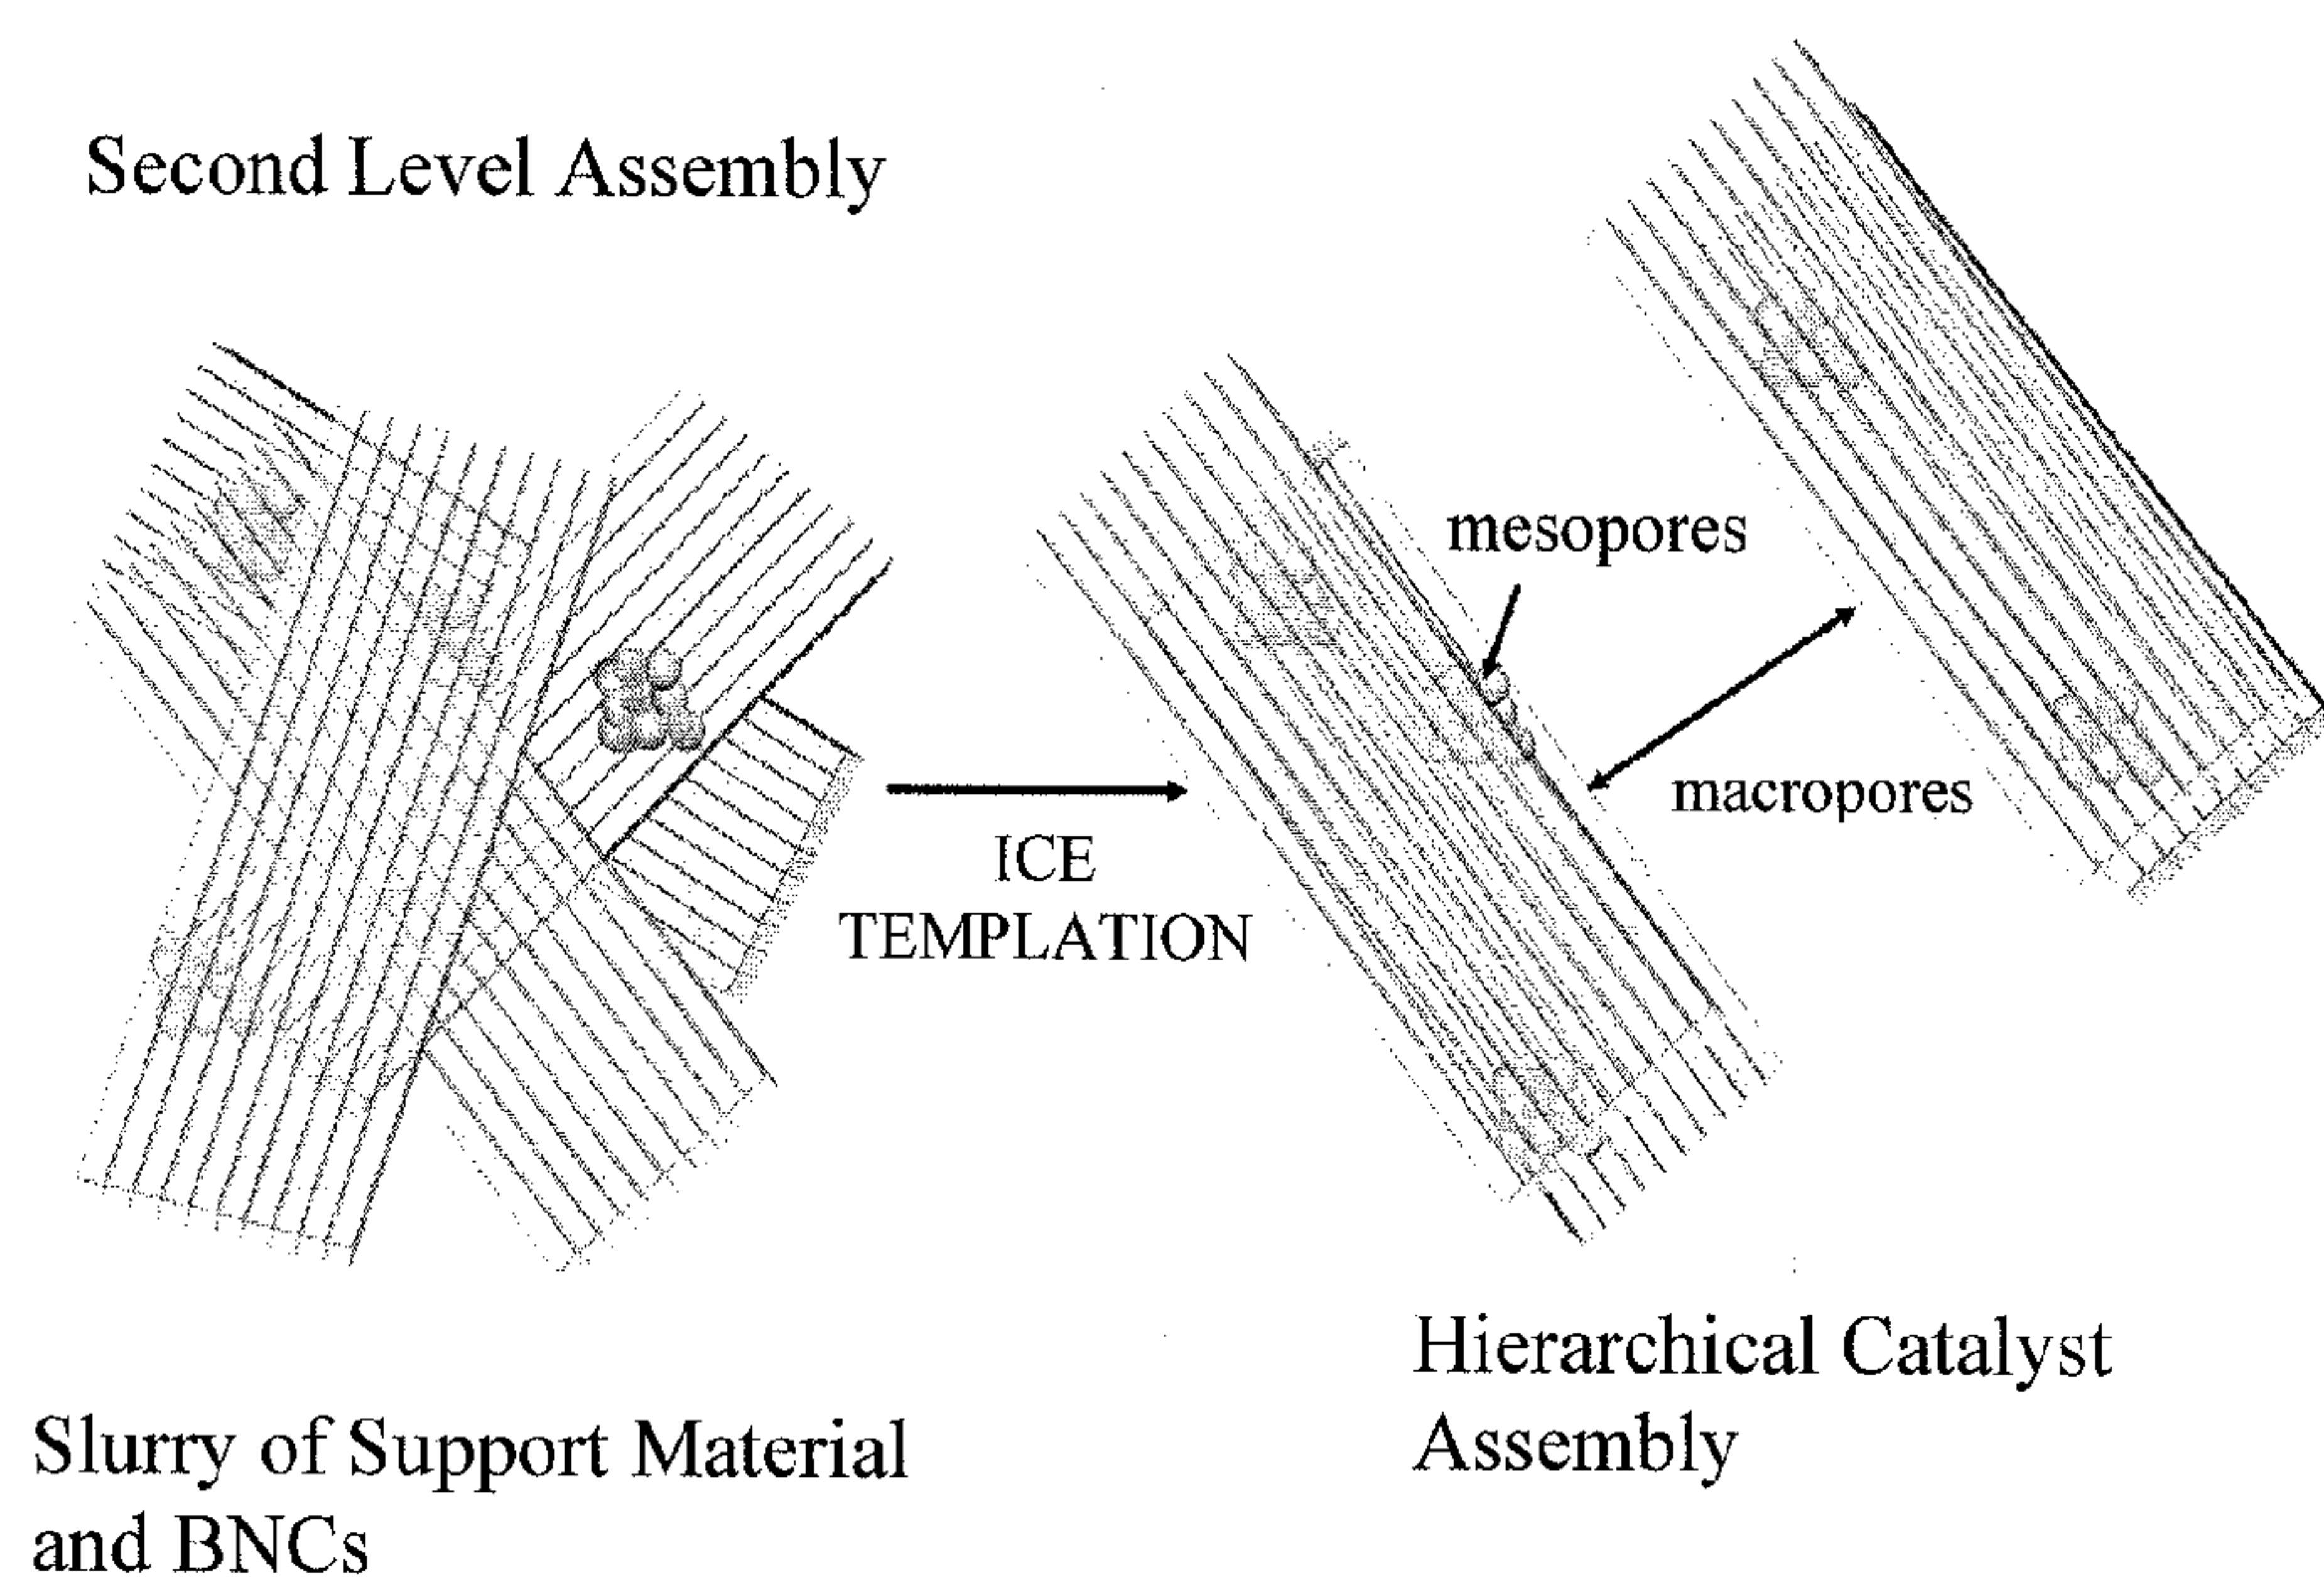 Second Level Assembly
mesopores
macropores
ICE
TEMPLATION
Hierarchical Catalyst
Assembly
Slurry of Support Material
and BNCs